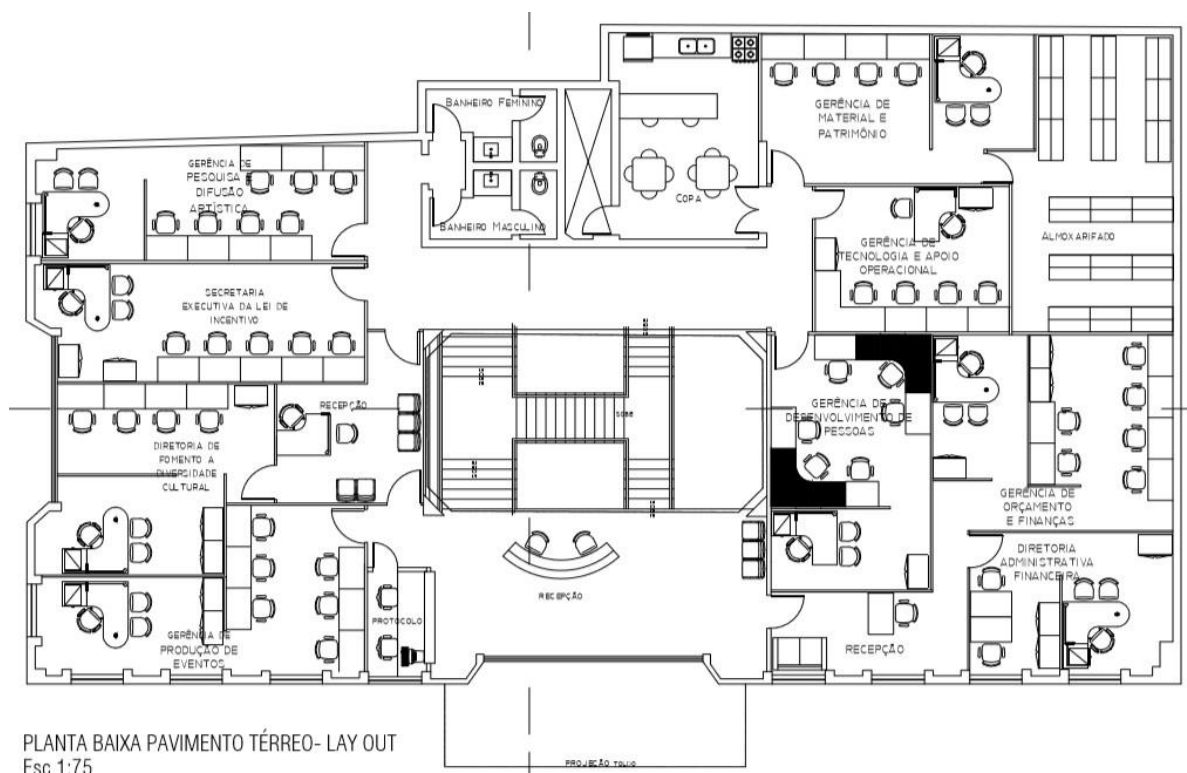 BANHEIRO FEMININO
BANHEIRO MASCULINO
COPA
GERÊNCIA DE
MATERIAL E
PATRIMÔNIO
GERÊNCIA DE
PESQUISA E
DIFUSÃO
ARTÍSTICA
GERÊNCIA DE
TECNOLOGIA E APOIO
OPERACIONAL
ALMOXARIFADO
SECRETARIA
EXECUTIVA DA LEI DE
INCENTIVO
SOBE
DESCE
RECEPÇÃO
SOBE
GERÊNCIA DE
DESENVOLVIMENTO DE
PESSOAS
DIRETORIA DE
FOMENTO A
DIVERSIDADE
CULTURAL
GERÊNCIA DE
ORÇAMENTO
E FINANÇAS
DIRETORIA
ADMINISTRATIVA
FINANCEIRA
RECEPÇÃO
PROTOCOLO
GERÊNCIA DE
PRODUÇÃO DE
EVENTOS
RECEPÇÃO
PROJEÇÃO TOLDO
PLANTA BAIXA PAVIMENTO TÉRREO- LAY OUT
Esc 1:75